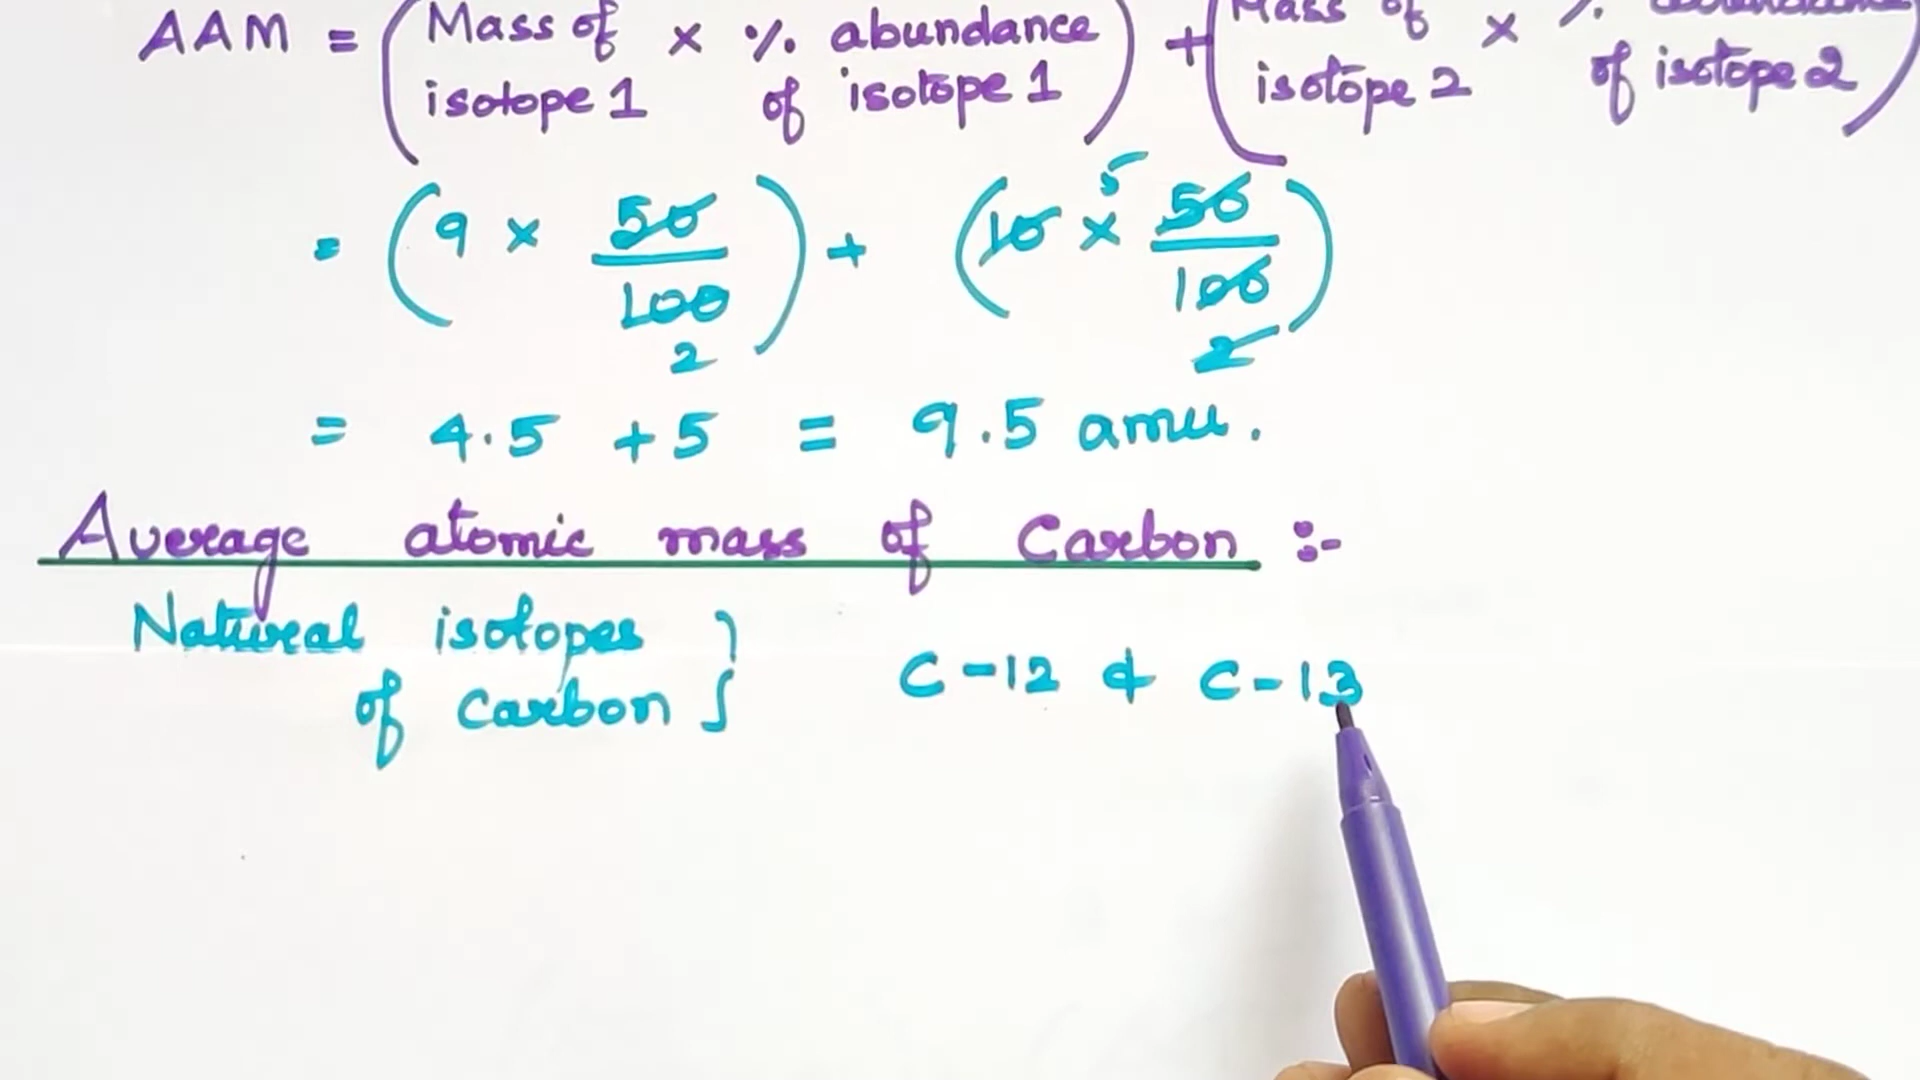 AAM = (Mass of isotope 1 × % abundance of isotope 1) + (Mass of isotope 2 × % abundance of isotope 2)
= (9 × 50/100 2) + (10 × 5 50/100 2)
= 4.5 + 5 = 9.5 amu.
Average atomic mass of Carbon :-
Natural isotopes of Carbon } C-12 & C-13